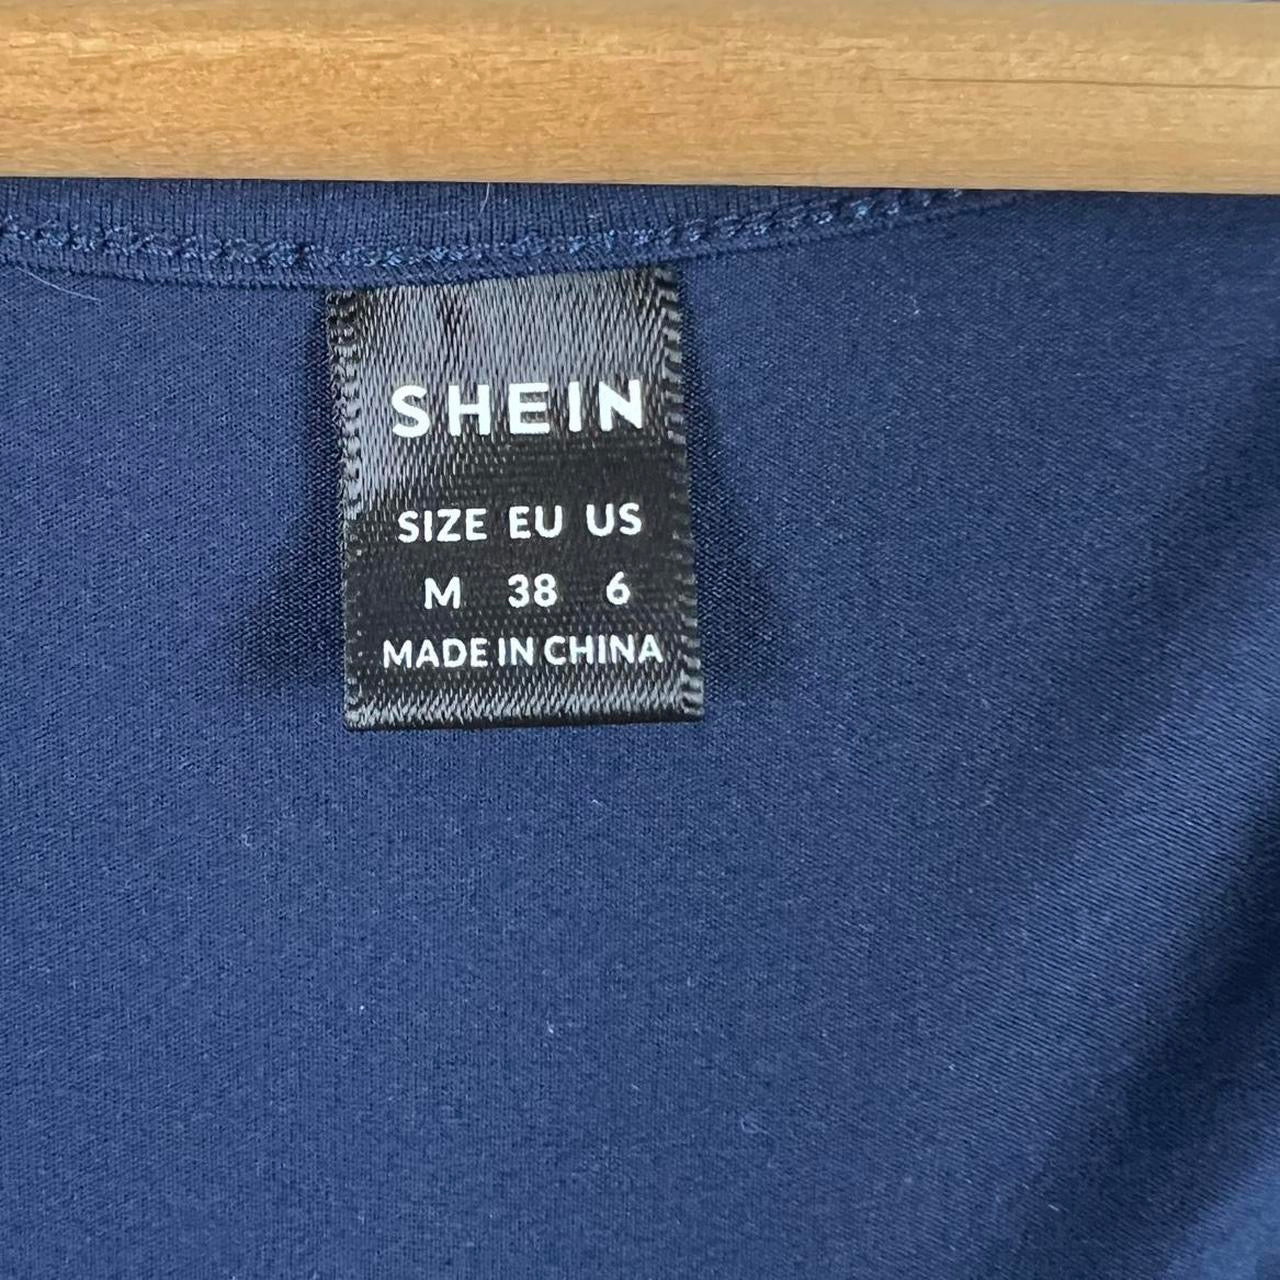 SHEIN
SIZE EU US
M 38 6
MADE IN CHINA